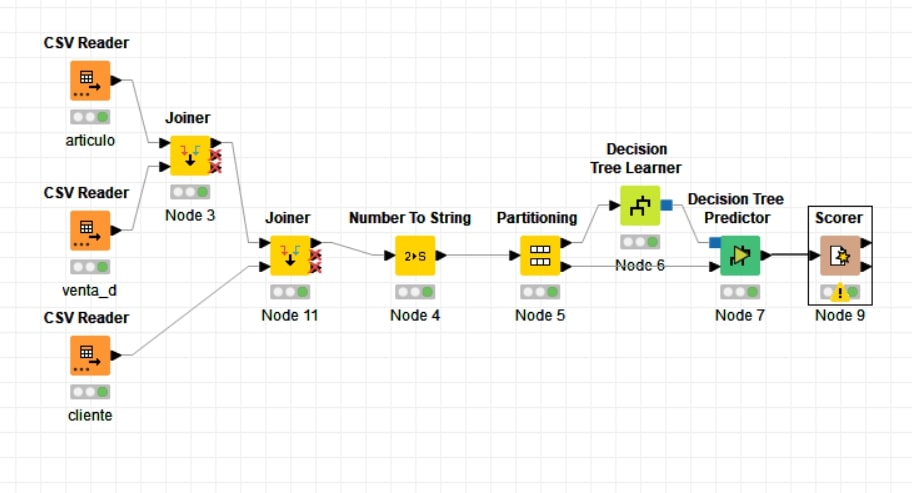 CSV Reader
articulo
Joiner
Node 3
CSV Reader
venta_d
CSV Reader
cliente
Joiner
Node 11
Number To String
2▸S
Node 4
Partitioning
Node 5
Decision
Tree Learner
Node 6
Decision Tree
Predictor
Node 7
Scorer
Node 9